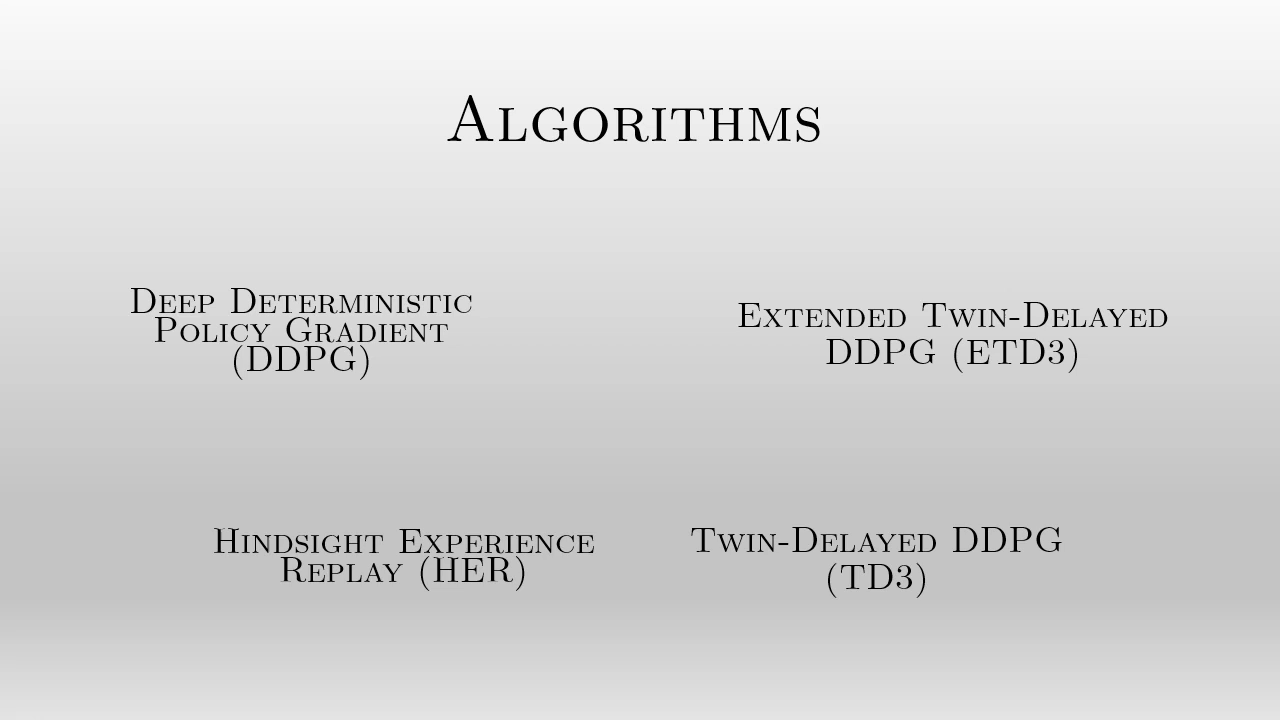 Algorithms
Deep Deterministic
Policy Gradient
(DDPG)
Extended Twin-Delayed
DDPG (ETD3)
Hindsight Experience
Replay (HER)
Twin-Delayed DDPG
(TD3)